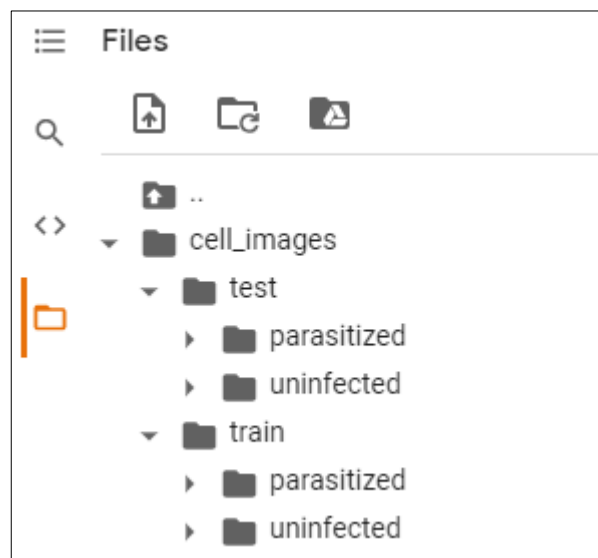 Files
..
cell_images
test
parasitized
uninfected
train
parasitized
uninfected